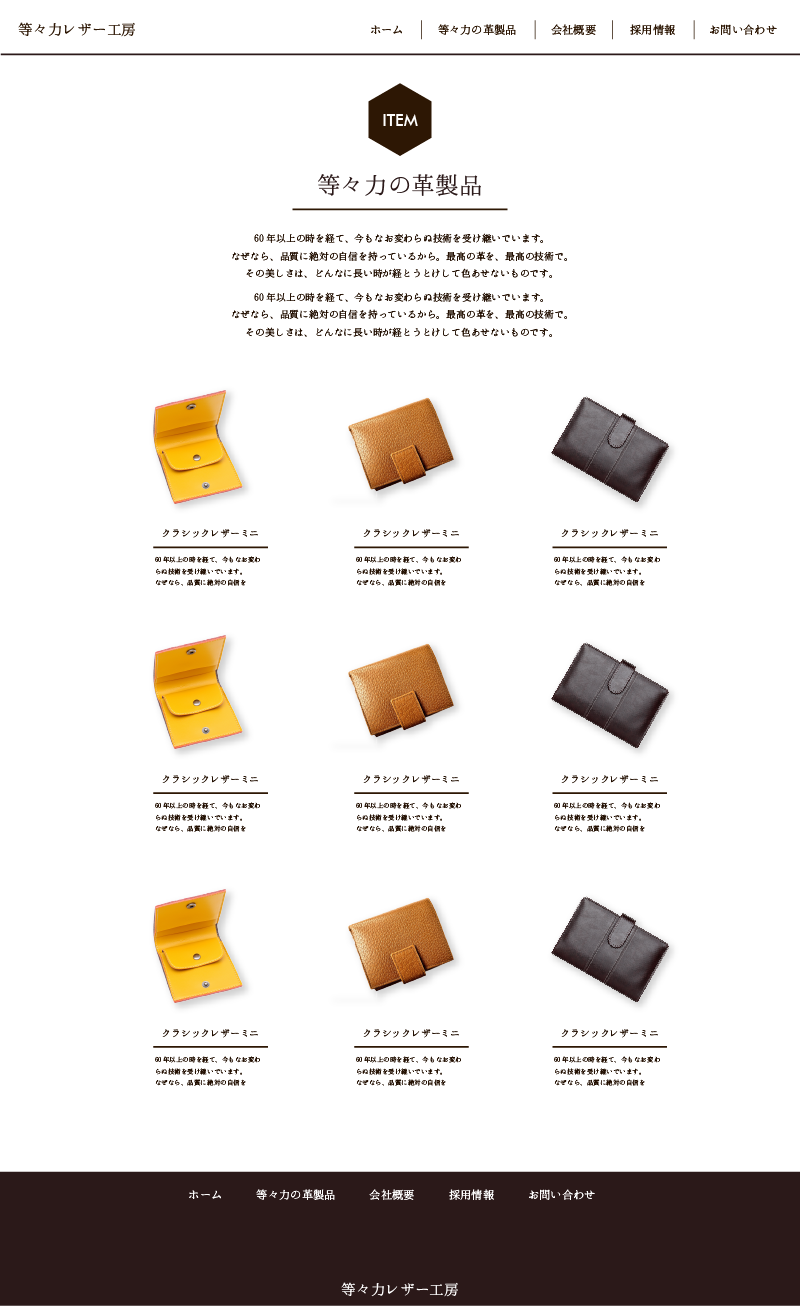 等々力レザー工房
ホーム
等々力の革製品
会社概要
採用情報
お問い合わせ
ITEM
等々力の革製品
60 年以上の時を経て、今もなお変わらぬ技術を受け継いでいます。
なぜなら、品質に絶対の自信を持っているから。最高の革を、最高の技術で。
その美しさは、どんなに長い時が経とうとけして色あせないものです。
60 年以上の時を経て、今もなお変わらぬ技術を受け継いでいます。
なぜなら、品質に絶対の自信を持っているから。最高の革を、最高の技術で。
その美しさは、どんなに長い時が経とうとけして色あせないものです。
クラシックレザーミニ
60 年以上の時を経て、今もなお変わ
らぬ技術を受け継いでいます。
なぜなら、品質に絶対の自信を
クラシックレザーミニ
60 年以上の時を経て、今もなお変わ
らぬ技術を受け継いでいます。
なぜなら、品質に絶対の自信を
クラシックレザーミニ
60 年以上の時を経て、今もなお変わ
らぬ技術を受け継いでいます。
なぜなら、品質に絶対の自信を
クラシックレザーミニ
60 年以上の時を経て、今もなお変わ
らぬ技術を受け継いでいます。
なぜなら、品質に絶対の自信を
クラシックレザーミニ
60 年以上の時を経て、今もなお変わ
らぬ技術を受け継いでいます。
なぜなら、品質に絶対の自信を
クラシックレザーミニ
60 年以上の時を経て、今もなお変わ
らぬ技術を受け継いでいます。
なぜなら、品質に絶対の自信を
クラシックレザーミニ
60 年以上の時を経て、今もなお変わ
らぬ技術を受け継いでいます。
なぜなら、品質に絶対の自信を
クラシックレザーミニ
60 年以上の時を経て、今もなお変わ
らぬ技術を受け継いでいます。
なぜなら、品質に絶対の自信を
クラシックレザーミニ
60 年以上の時を経て、今もなお変わ
らぬ技術を受け継いでいます。
なぜなら、品質に絶対の自信を
ホーム
等々力の革製品
会社概要
採用情報
お問い合わせ
等々力レザー工房